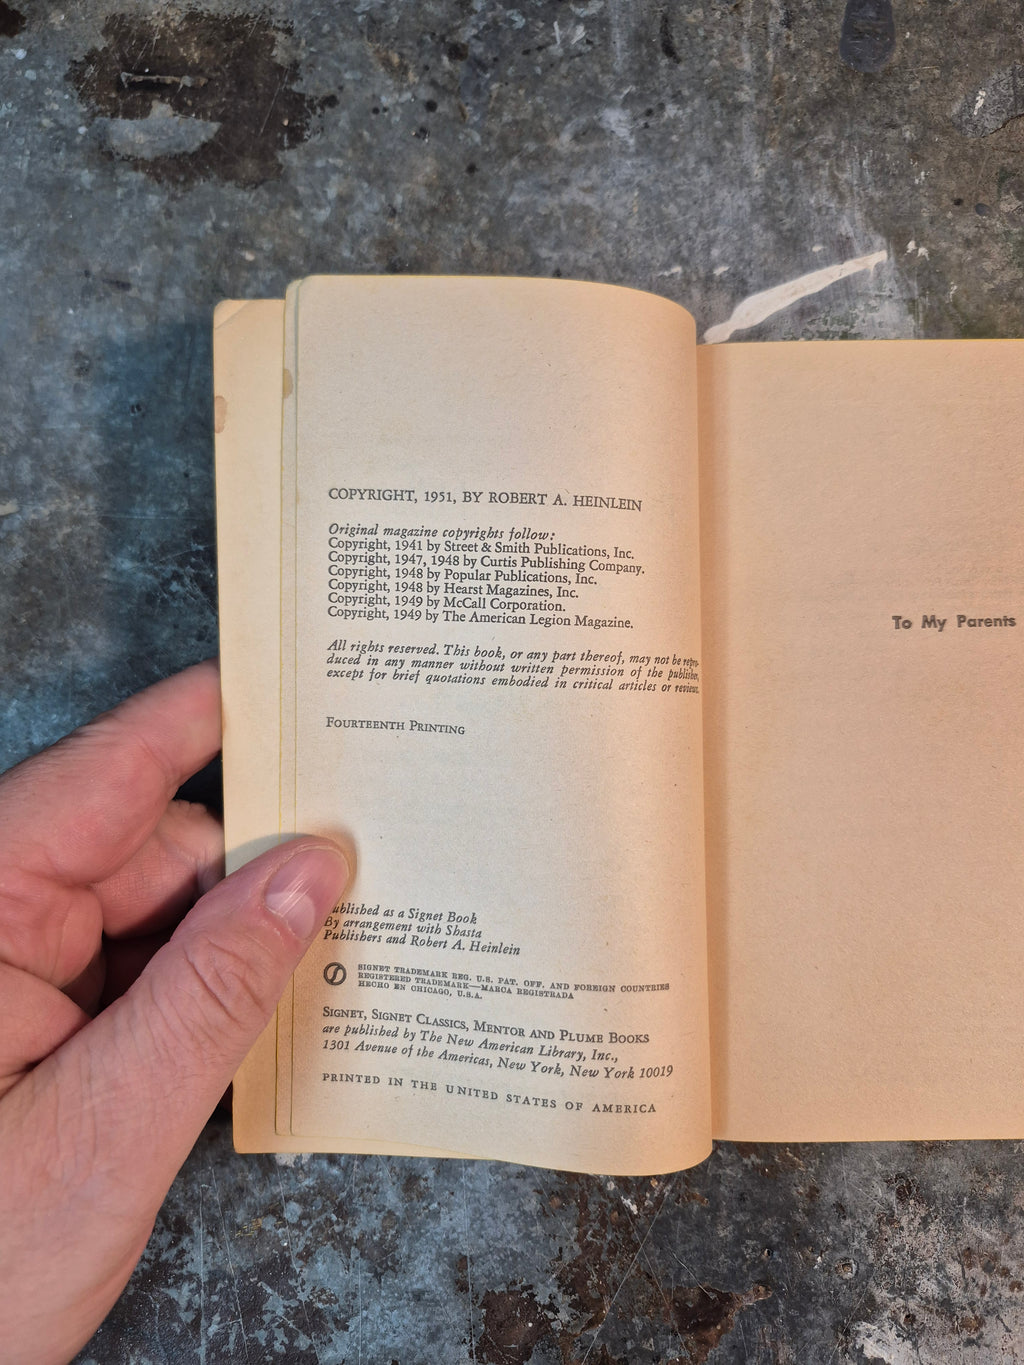 COPYRIGHT, 1951, BY ROBERT A. HEINLEIN
Original magazine copyrights follow:
Copyright, 1941 by Street & Smith Publications, Inc.
Copyright, 1947, 1948 by Curtis Publishing Company.
Copyright, 1948 by Popular Publications, Inc.
Copyright, 1948 by Hearst Magazines, Inc.
Copyright, 1949 by McCall Corporation.
Copyright, 1949 by The American Legion Magazine.
All rights reserved. This book, or any part thereof, may not be repro-
duced in any manner without written permission of the publisher,
except for brief quotations embodied in critical articles or reviews.
FOURTEENTH PRINTING
ublished as a Signet Book
By arrangement with Shasta
Publishers and Robert A. Heinlein
SIGNET TRADEMARK REG. U.S. PAT. OFF. AND FOREIGN COUNTRIES
REGISTERED TRADEMARK—MARCA REGISTRADA
HECHO EN CHICAGO, U.S.A.
SIGNET, SIGNET CLASSICS, MENTOR AND PLUME BOOKS
are published by The New American Library, Inc.,
1301 Avenue of the Americas, New York, New York 10019
PRINTED IN THE UNITED STATES OF AMERICA
To My Parents